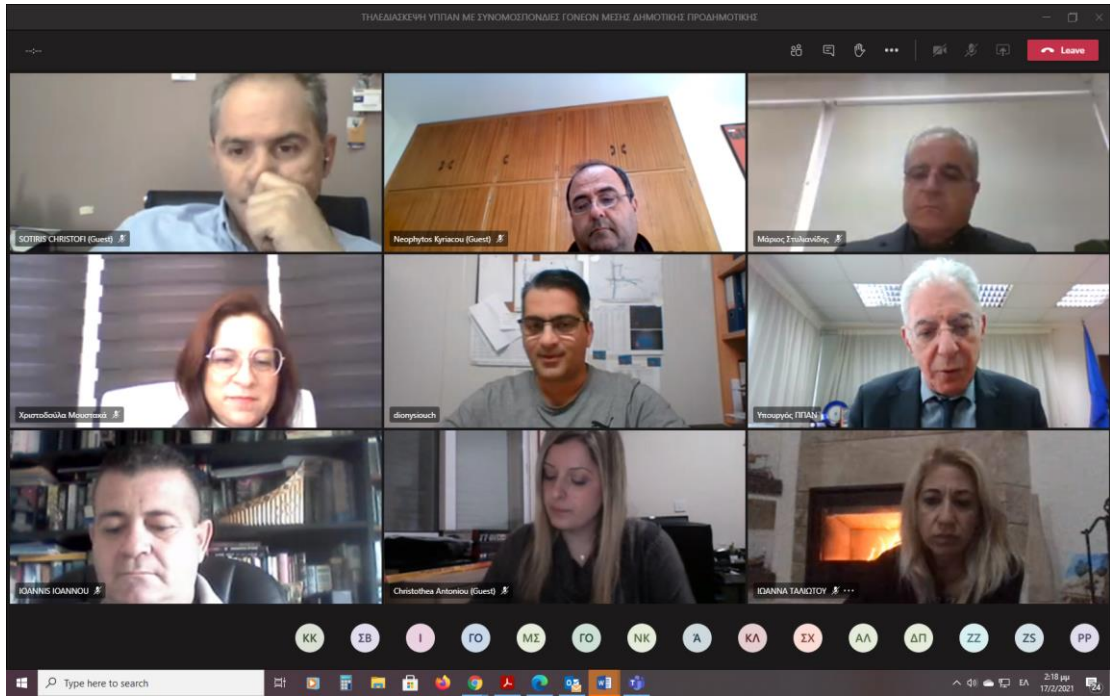 ΤΗΛΕΔΙΑΣΚΕΨΗ ΥΠΠΑΝ ΜΕ ΣΥΝΟΜΟΣΠΟΝΔΙΕΣ ΓΟΝΕΩΝ ΜΕΣΗΣ ΔΗΜΟΤΙΚΗΣ ΠΡΟΔΗΜΟΤΙΚΗΣ
--:--
Leave
SOTIRIS CHRISTOFI (Guest)
Neophytos Kyriacou (Guest)
Μάριος Στυλιανίδης
Χριστοδούλα Μουστακά
dionysiouch
Υπουργός ΠΠΑΝ
IOANNIS IOANNOU
Christothea Antoniou (Guest)
ΙΩΑΝΝΑ ΤΑΛΙΩΤΟΥ
KK ΣΒ Ι ΓΟ ΜΣ ΓΟ NK Ά ΚΛ ΣΧ ΑΛ ΔΠ ZZ ZS PP
Type here to search
ΕΛ
2:18 μμ
17/2/2021
24